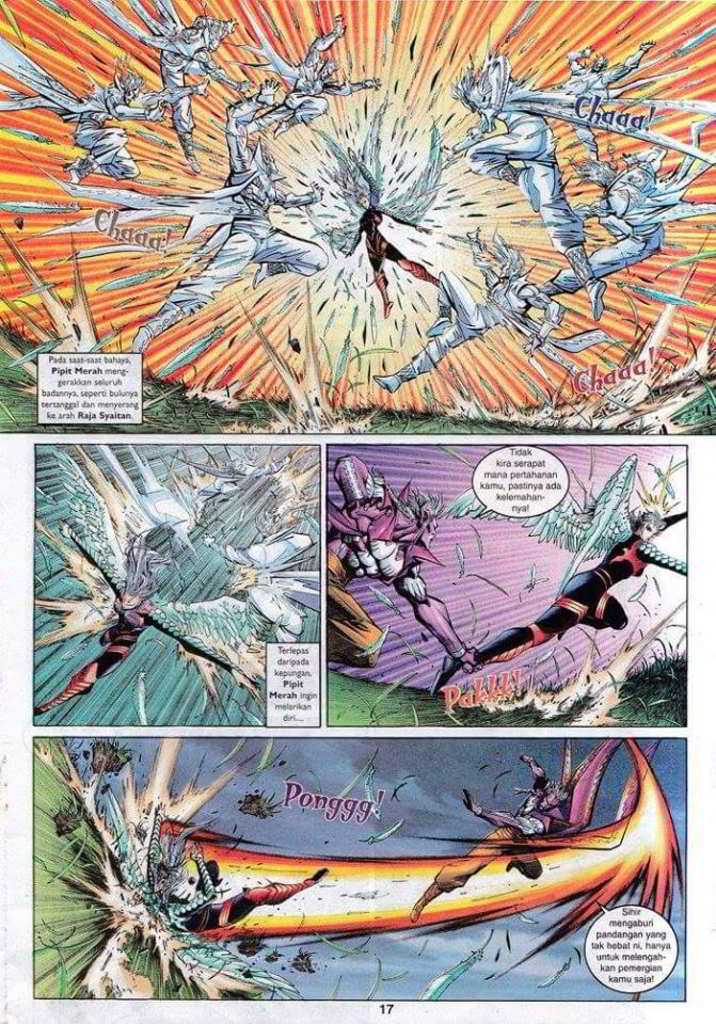 Chaaa!
Chaaa!
Chaaa!
Pada saat-saat bahaya,
Pipit Merah meng-
gerakkan seluruh
badannya, seperti bulunya
tertanggal dan menyerang
ke arah Raja Syaitan.
Terlepas
daripada
kepungan,
Pipit
Merah ingin
melarikan
diri....
Tidak
kira serapat
mana pertahanan
kamu, pastinya ada
kelemahan-
nya!
Pakkk!
Ponggg!
Sihir
mengaburi
pandangan yang
tak hebat ni, hanya
untuk melengah-
kan pemergian
kamu saja!
17